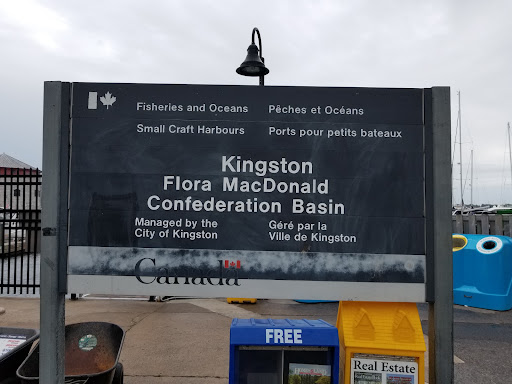 Fisheries and Oceans Pêches et Océans
Small Craft Harbours Ports pour petits bateaux
Kingston
Flora MacDonald
Confederation Basin
Managed by the Géré par la
City of Kingston Ville de Kingston
Canada
FREE
Real Estate